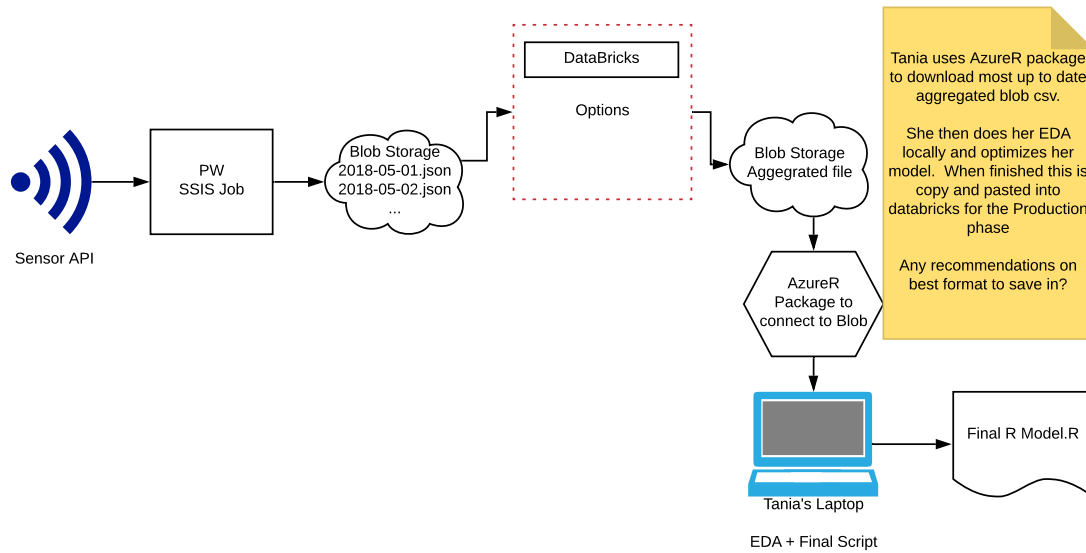 Sensor API
PW
SSIS Job
Blob Storage
2018-05-01.json
2018-05-02.json
...
DataBricks
Options
Blob Storage
Aggegrated file
AzureR
Package to
connect to Blob
Tania's Laptop
EDA + Final Script
Final R Model.R
Tania uses AzureR package
to download most up to date
aggregated blob csv.
She then does her EDA
locally and optimizes her
model. When finished this is
copy and pasted into
databricks for the Production
phase
Any recommendations on
best format to save in?